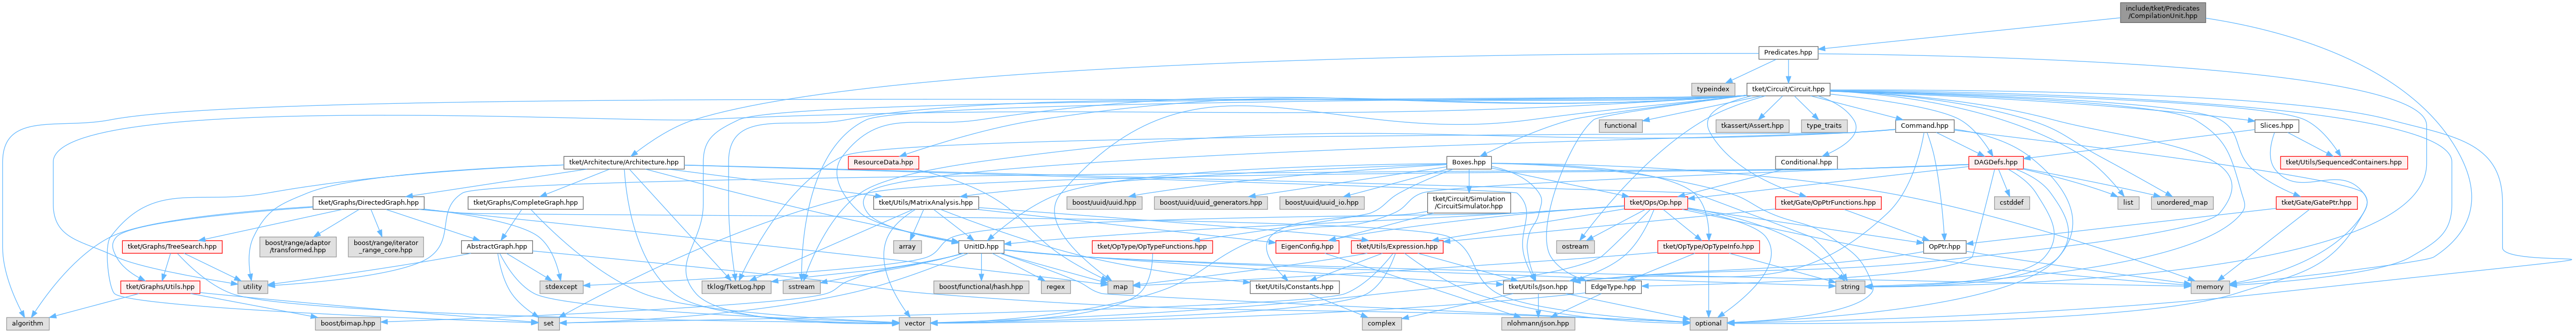 include/tket/Predicates
/CompilationUnit.hpp
Predicates.hpp
typeindex
tket/Circuit/Circuit.hpp
functional
tkassert/Assert.hpp
type_traits
Command.hpp
Slices.hpp
tket/Architecture/Architecture.hpp
ResourceData.hpp
Boxes.hpp
Conditional.hpp
DAGDefs.hpp
tket/Utils/SequencedContainers.hpp
tket/Graphs/DirectedGraph.hpp
tket/Graphs/CompleteGraph.hpp
tket/Utils/MatrixAnalysis.hpp
boost/uuid/uuid.hpp
boost/uuid/uuid_generators.hpp
boost/uuid/uuid_io.hpp
tket/Circuit/Simulation
/CircuitSimulator.hpp
tket/Ops/Op.hpp
tket/Gate/OpPtrFunctions.hpp
cstddef
list
unordered_map
tket/Gate/GatePtr.hpp
tket/Graphs/TreeSearch.hpp
boost/range/adaptor
/transformed.hpp
boost/range/iterator
_range_core.hpp
AbstractGraph.hpp
array
UnitID.hpp
tket/OpType/OpTypeFunctions.hpp
EigenConfig.hpp
tket/Utils/Expression.hpp
ostream
tket/OpType/OpTypeInfo.hpp
OpPtr.hpp
tket/Graphs/Utils.hpp
utility
stdexcept
tklog/TketLog.hpp
sstream
boost/functional/hash.hpp
regex
map
tket/Utils/Constants.hpp
tket/Utils/Json.hpp
EdgeType.hpp
string
memory
algorithm
boost/bimap.hpp
set
vector
complex
nlohmann/json.hpp
optional